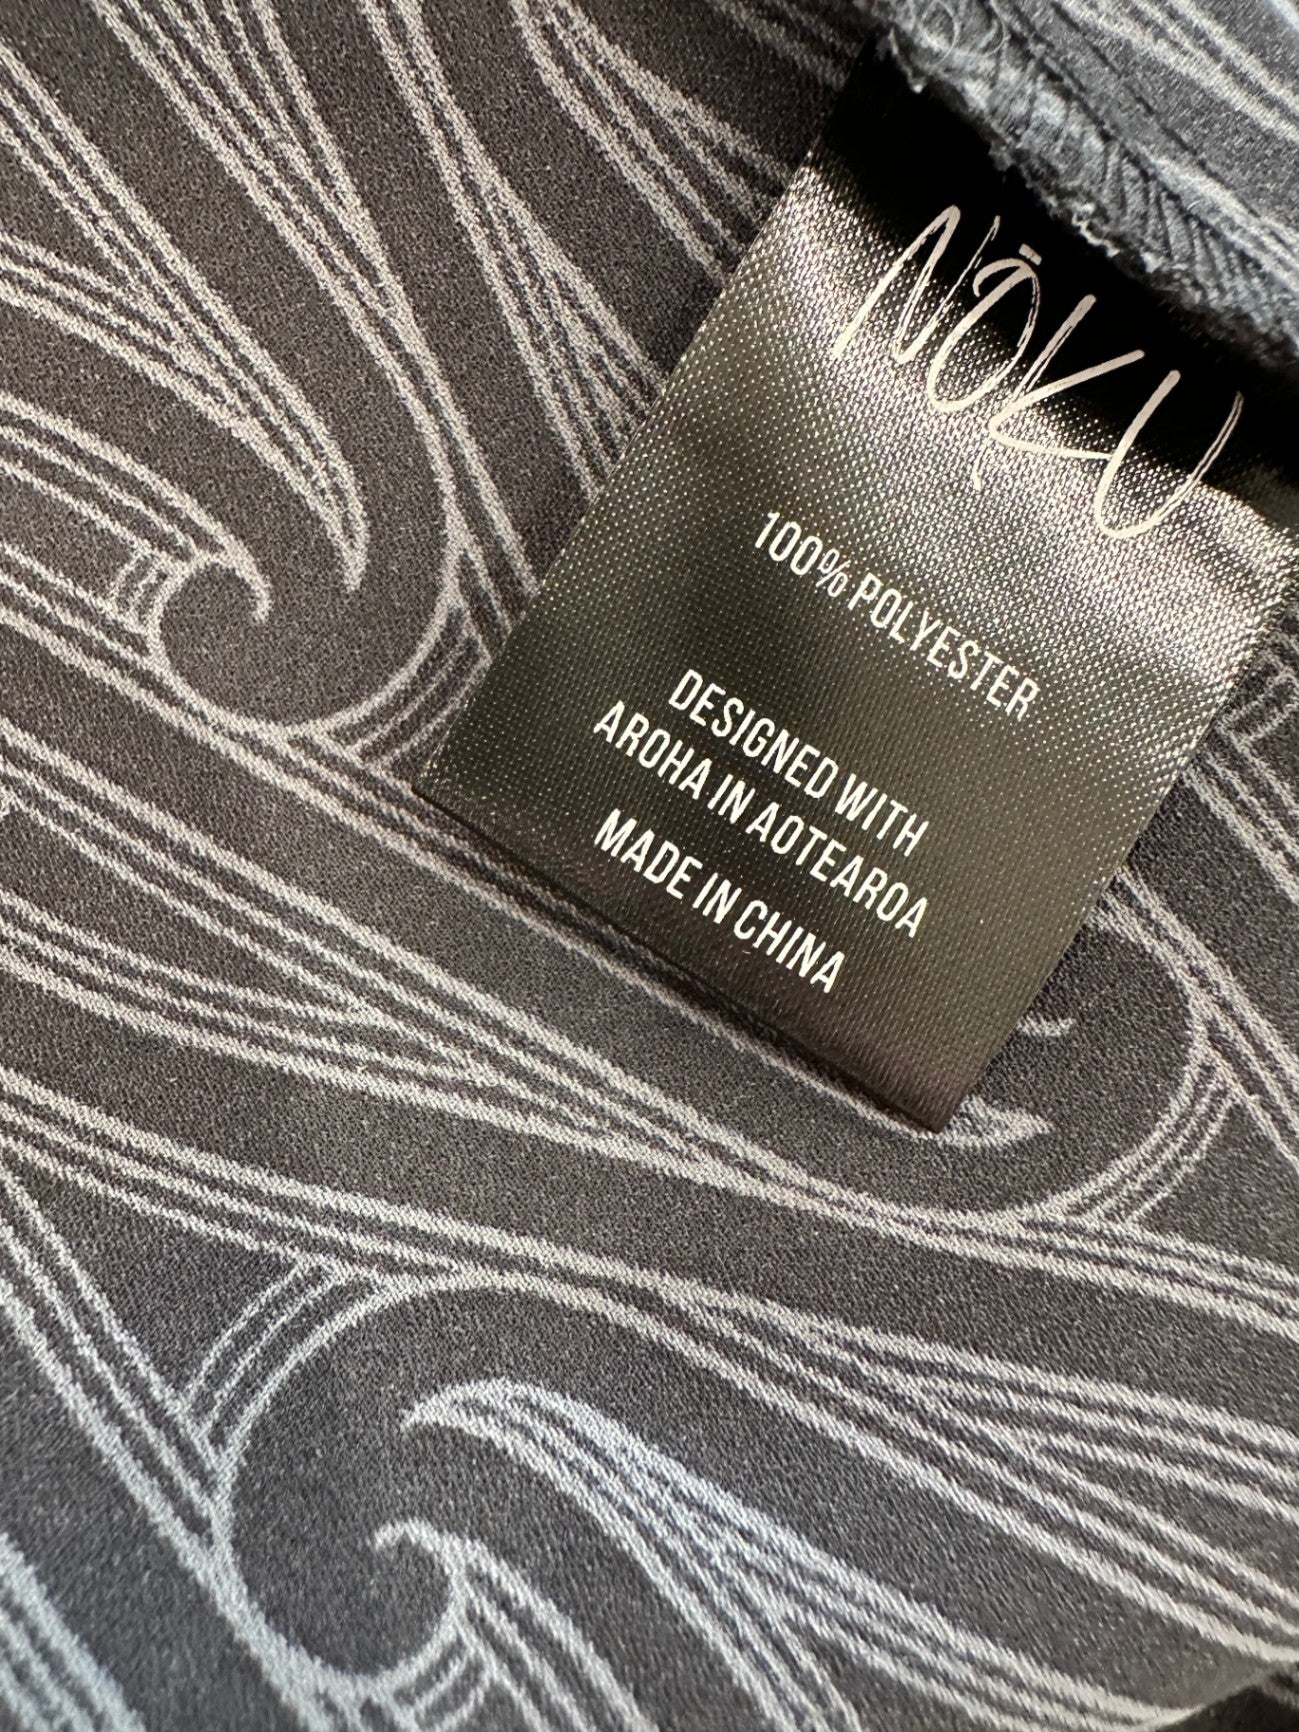 NŌKU
100% POLYESTER
DESIGNED WITH
AROHA IN AOTEAROA
MADE IN CHINA